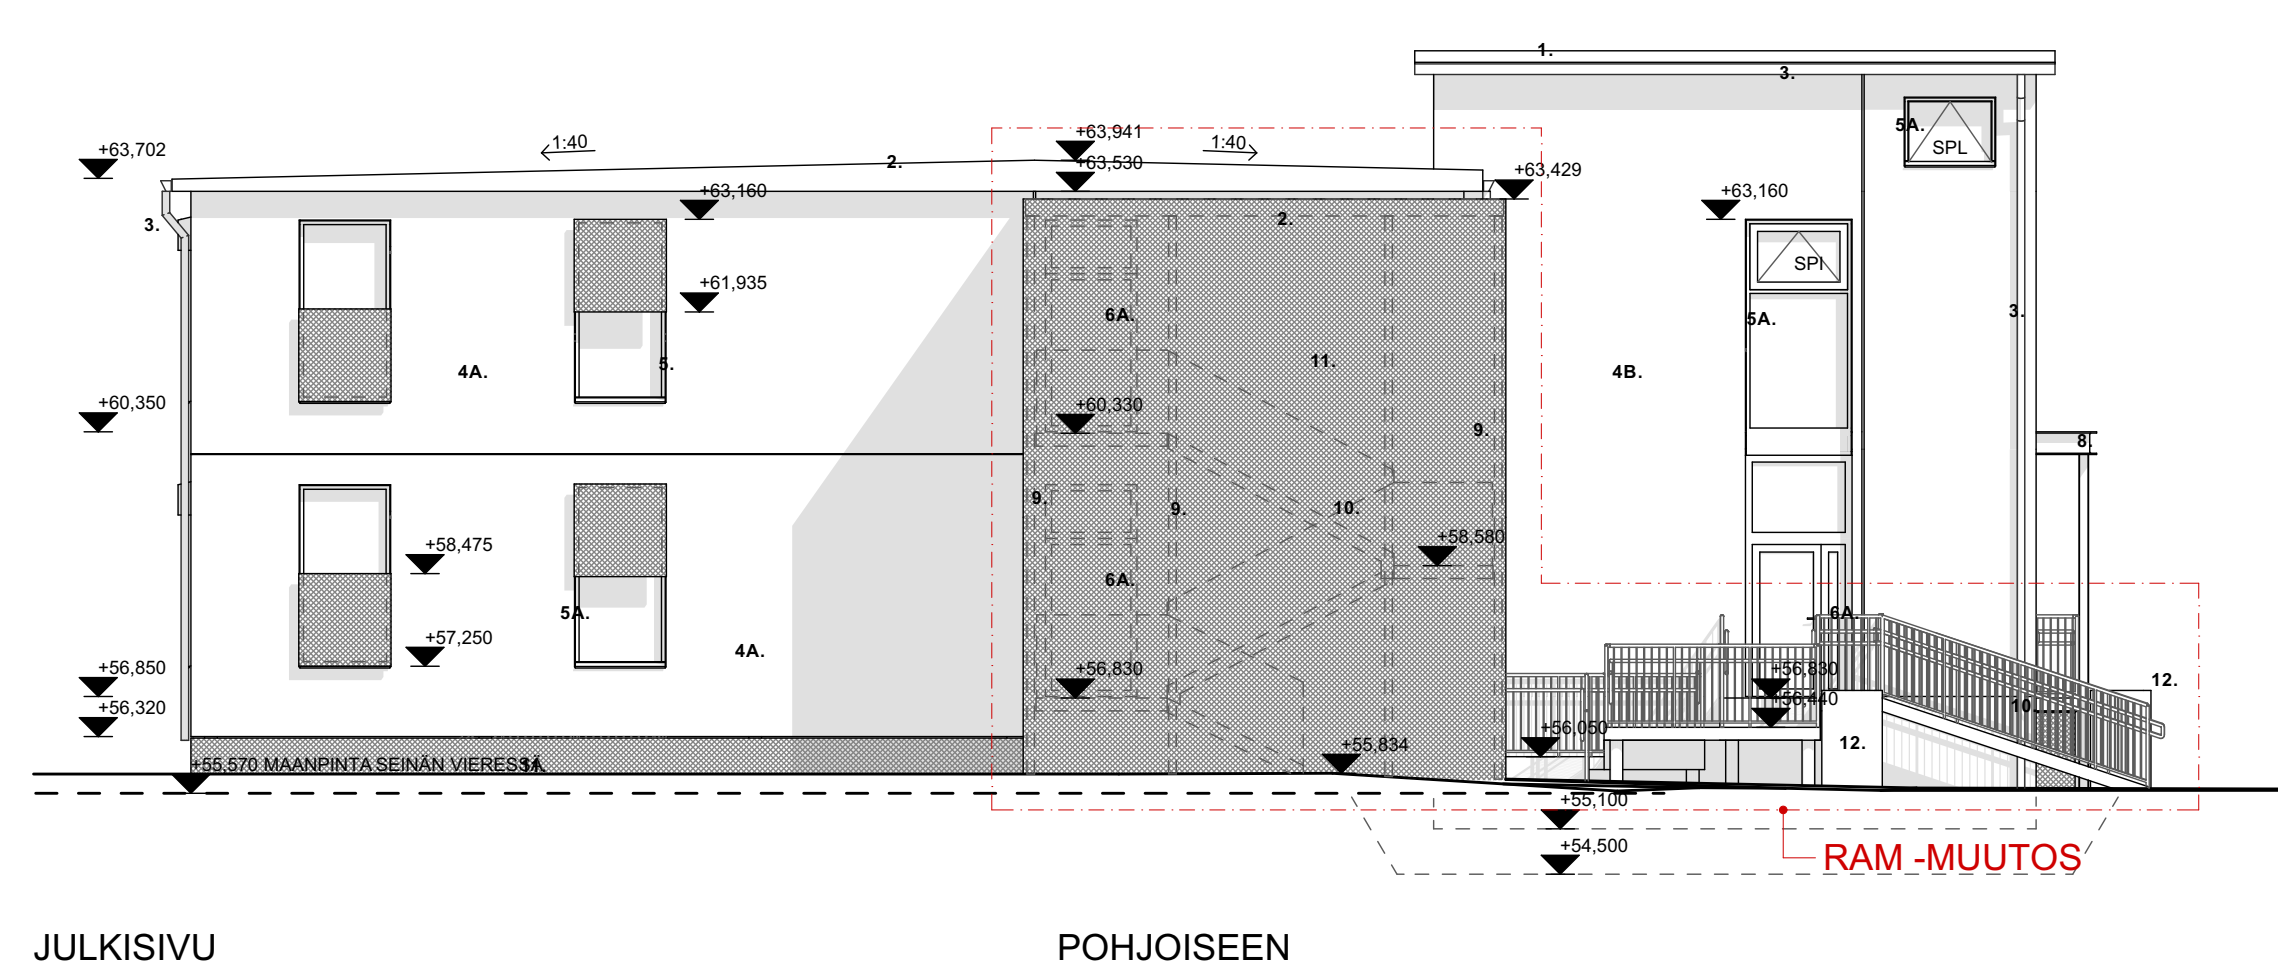 1.
3.
+63,941
1:40
1:40
+63,702
2.
+63,530
5A.
SPL
+63,429
+63,160
+63,160
3.
2.
SPI
+61,935
6A.
3.
5A.
11.
5.
4A.
4B.
+60,350
+60,330
9.
8.
9.
9.
10.
+58,475
+58,580
6A.
5A.
6A.
+57,250
4A.
+56,850
+56,830
+56,830
12.
+56,320
+56,440
10.
+56,050
12.
+55,834
+55,570 MAANPINTA SEINÄN VIERESSÄ
+55,100
+54,500
RAM -MUUTOS
JULKISIVU
POHJOISEEN